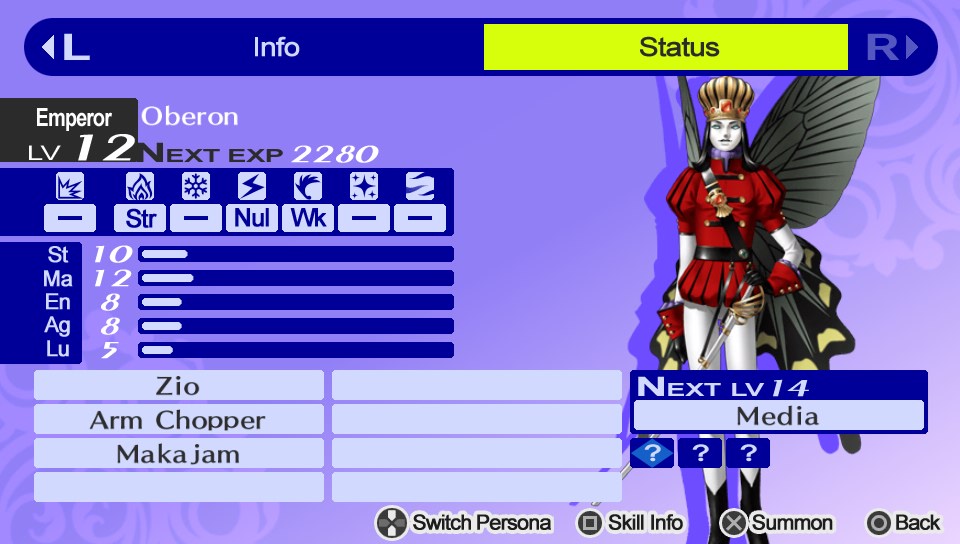 L Info Status R
Emperor Oberon
LV 12 NEXT EXP 2280
— Str — Nul Wk — —
St 10
Ma 12
En 8
Ag 8
Lu 5
Zio
Arm Chopper
Makajam
NEXT LV 14
Media
? ? ?
Switch Persona Skill Info Summon Back